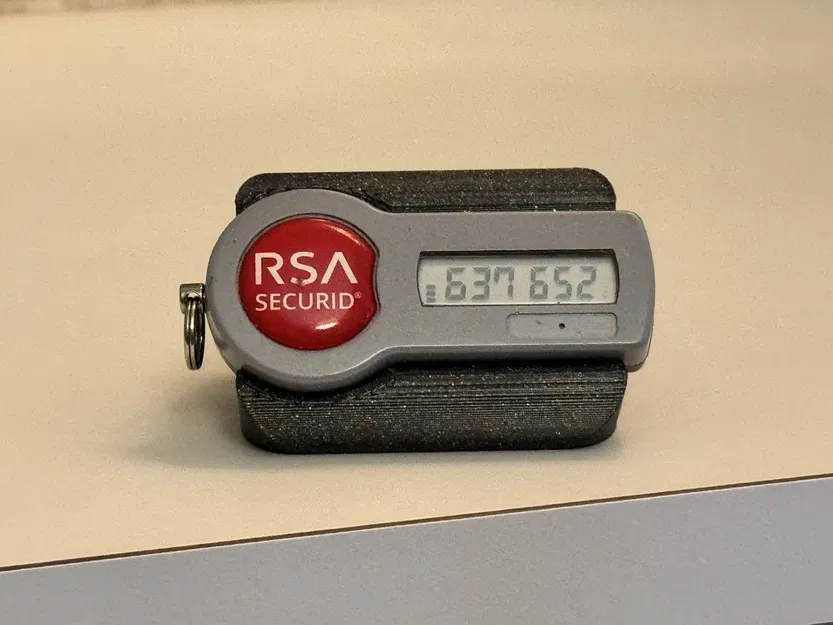 RSA
SECURID®
637 652